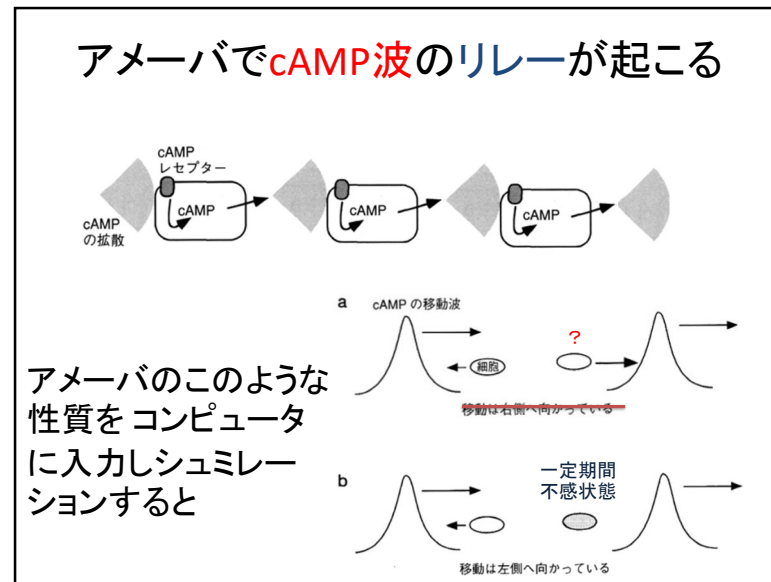 アメーバでcAMP波のリレーが起こる
cAMP
レセプター
cAMP
cAMP
cAMP
cAMP
の拡散
a
cAMP の移動波
?
細胞
移動は右側へ向かっている
アメーバのこのような
性質を コンピュータ
に入力しシュミレー
ションすると
b
一定期間
不感状態
移動は左側へ向かっている